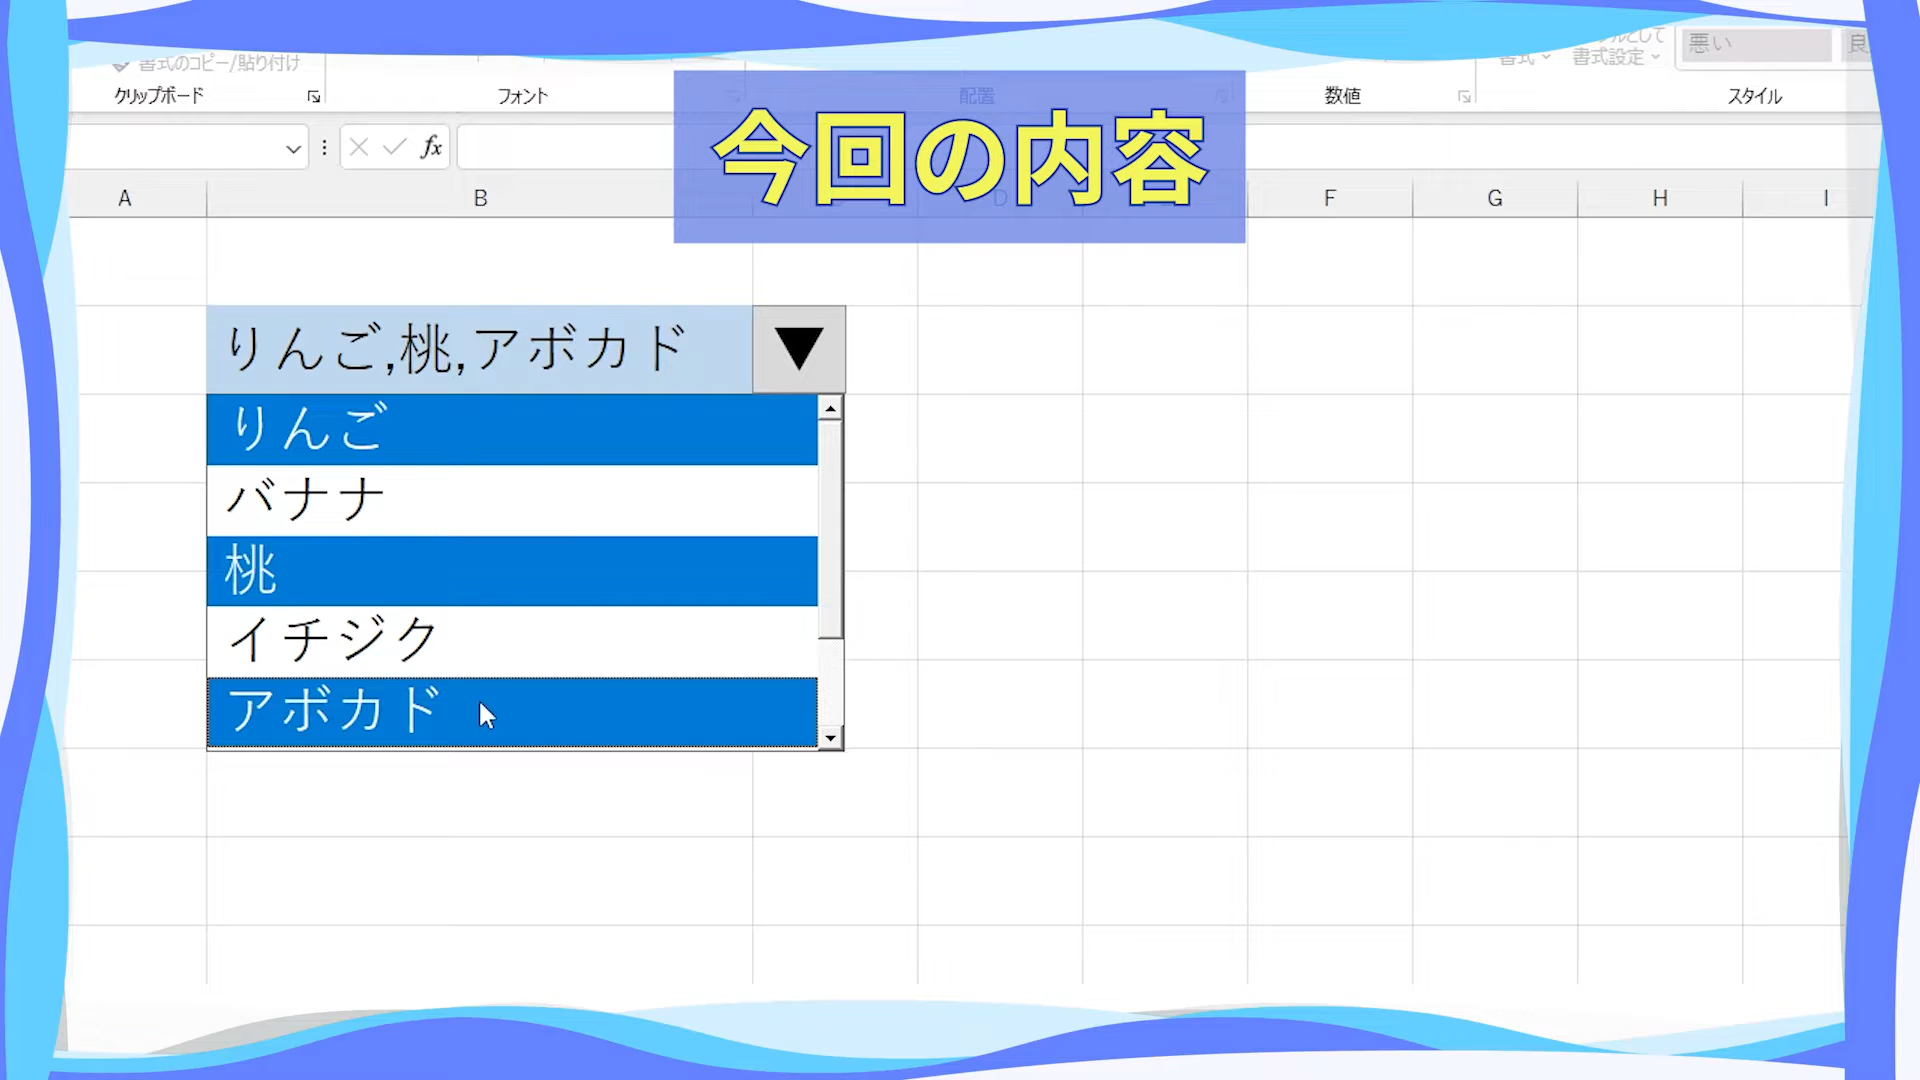 書式のコピー/貼り付け
書式
書式設定
悪い
良
クリップボード
フォント
配置
数値
スタイル
今回の内容
fx
A
B
D
F
G
H
I
りんご,桃,アボカド
▼
りんご
バナナ
桃
イチジク
アボカド